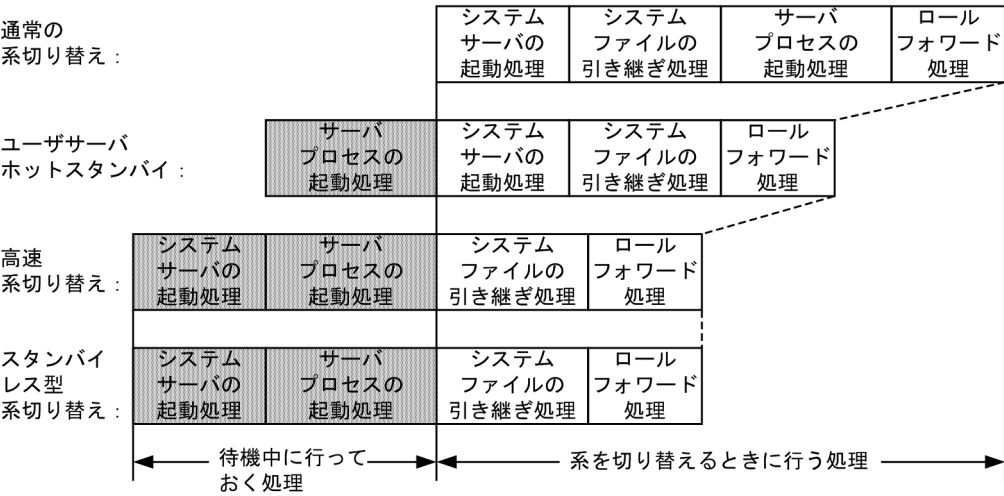 通常の
系切り替え：
システム
サーバの
起動処理
システム
ファイルの
引き継ぎ処理
サーバ
プロセスの
起動処理
ロール
フォワード
処理
ユーザサーバ
ホットスタンバイ：
サーバ
プロセスの
起動処理
システム
サーバの
起動処理
システム
ファイルの
引き継ぎ処理
ロール
フォワード
処理
高速
系切り替え：
システム
サーバの
起動処理
サーバ
プロセスの
起動処理
システム
ファイルの
引き継ぎ処理
ロール
フォワード
処理
スタンバイ
レス型
系切り替え：
システム
サーバの
起動処理
サーバ
プロセスの
起動処理
システム
ファイルの
引き継ぎ処理
ロール
フォワード
処理
待機中に行って
おく処理
系を切り替えるときに行う処理